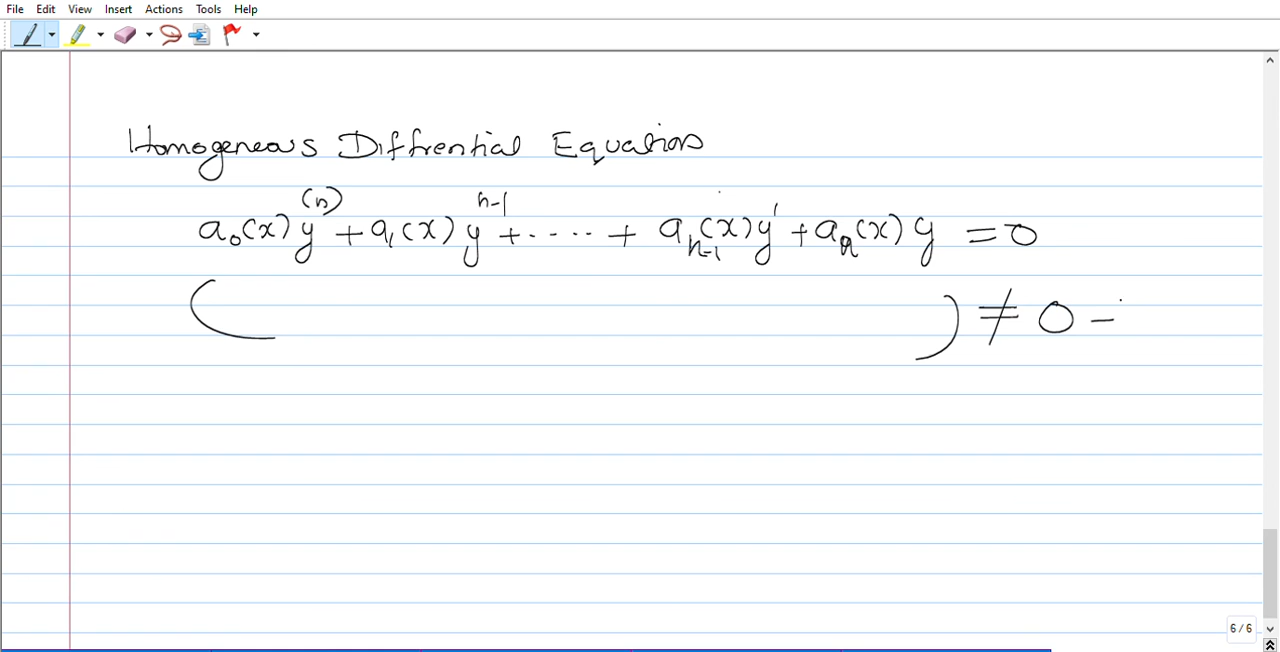 File Edit View Insert Actions Tools Help
Homogeneous Diffrential Equations
a₀(x) y⁽ⁿ⁾ + a₁(x) yⁿ⁻¹ + ..... + aₙ₋₁(x) y' + aₙ(x) y = 0
( ) ≠ 0 -
6 / 6